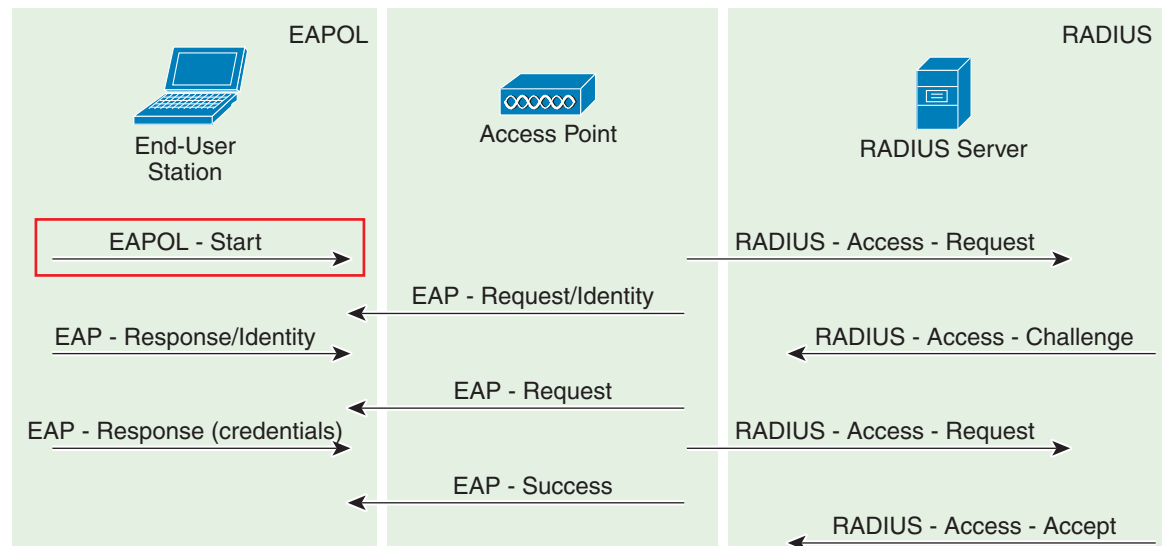 EAPOL
RADIUS
End-User
Station
Access Point
RADIUS Server
EAPOL - Start
RADIUS - Access - Request
EAP - Request/Identity
EAP - Response/Identity
RADIUS - Access - Challenge
EAP - Request
EAP - Response (credentials)
RADIUS - Access - Request
EAP - Success
RADIUS - Access - Accept